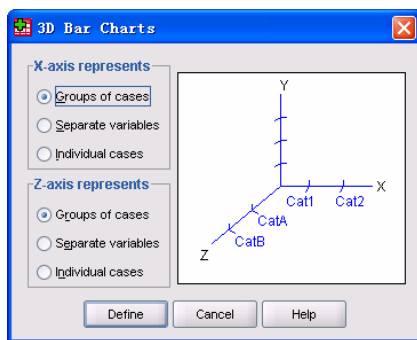 3D Bar Charts
X-axis represents
Groups of cases
Separate variables
Individual cases
Z-axis represents
Groups of cases
Separate variables
Individual cases
Y
X
Cat1 Cat2
CatA
CatB
Z
Define Cancel Help